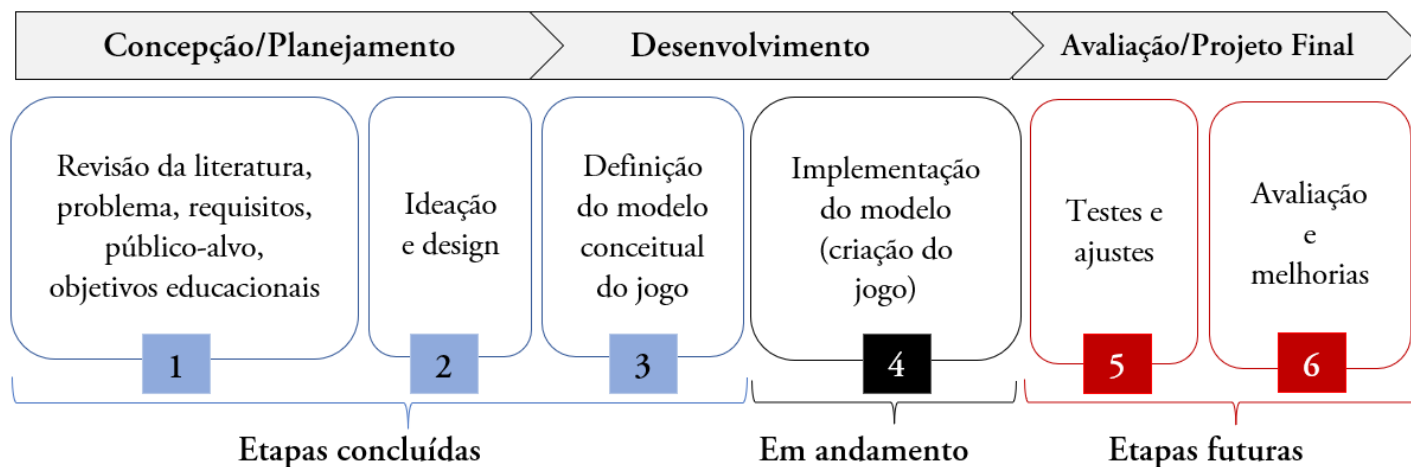 Concepção/Planejamento
Desenvolvimento
Avaliação/Projeto Final
Revisão da literatura,
problema, requisitos,
público-alvo,
objetivos educacionais
1
Ideação
e design
2
Definição
do modelo
conceitual
do jogo
3
Implementação
do modelo
(criação do
jogo)
4
Testes e
ajustes
5
Avaliação
e
melhorias
6
Etapas concluídas
Em andamento
Etapas futuras